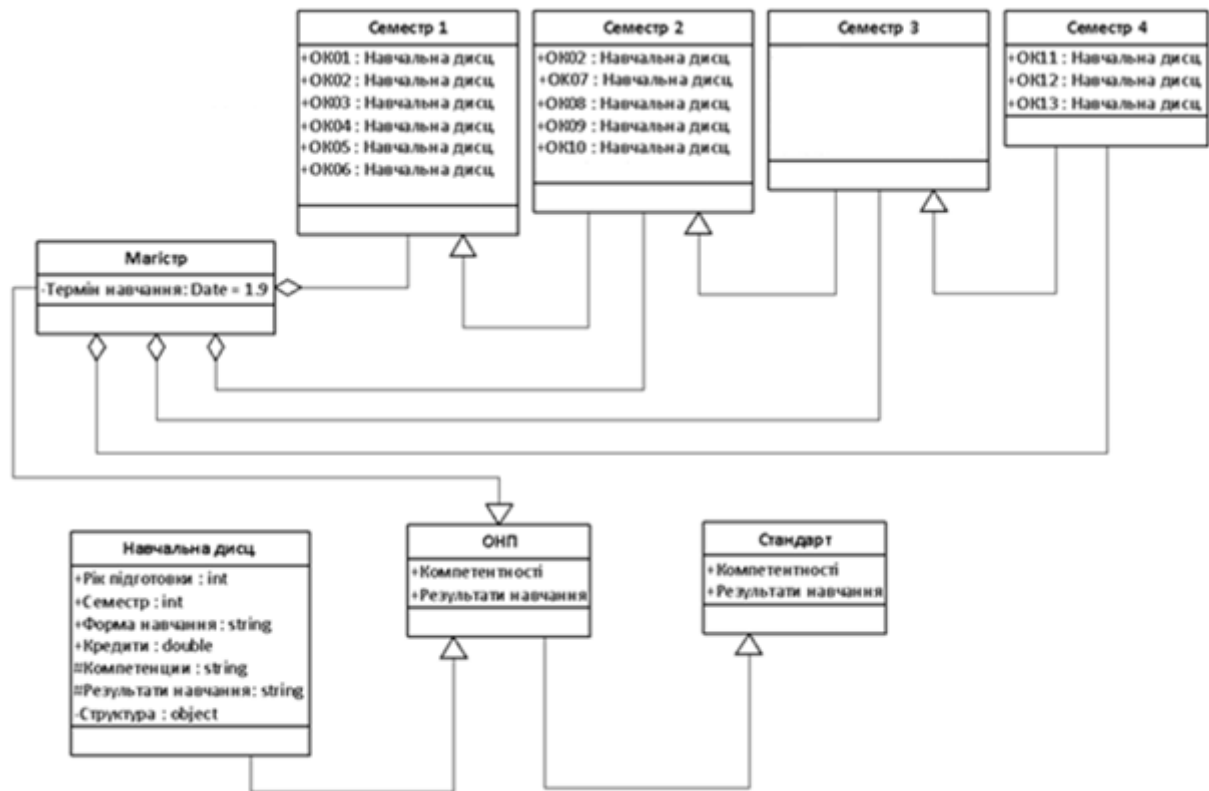 Семестр 1
+ОК01 : Навчальна дисц
+ОК02 : Навчальна дисц
+ОК03 : Навчальна дисц
+ОК04 : Навчальна дисц
+ОК05 : Навчальна дисц
+ОК06 : Навчальна дисц
Семестр 2
+ОК02 : Навчальна дисц
+ОК07 : Навчальна дисц
+ОК08 : Навчальна дисц
+ОК09 : Навчальна дисц
+ОК10 : Навчальна дисц
Семестр 3
Семестр 4
+ОК11 : Навчальна дисц
+ОК12 : Навчальна дисц
+ОК13 : Навчальна дисц
Магістр
-Термін навчання: Date = 1.9
Навчальна дисц
+Рік підготовки : int
+Семестр : int
+Форма навчання : string
+Кредити : double
#Компетенции : string
#Результати навчання: string
-Структура : object
ОНП
+Компетентності
+Результати навчання
Стандарт
+Компетентності
+Результати навчання